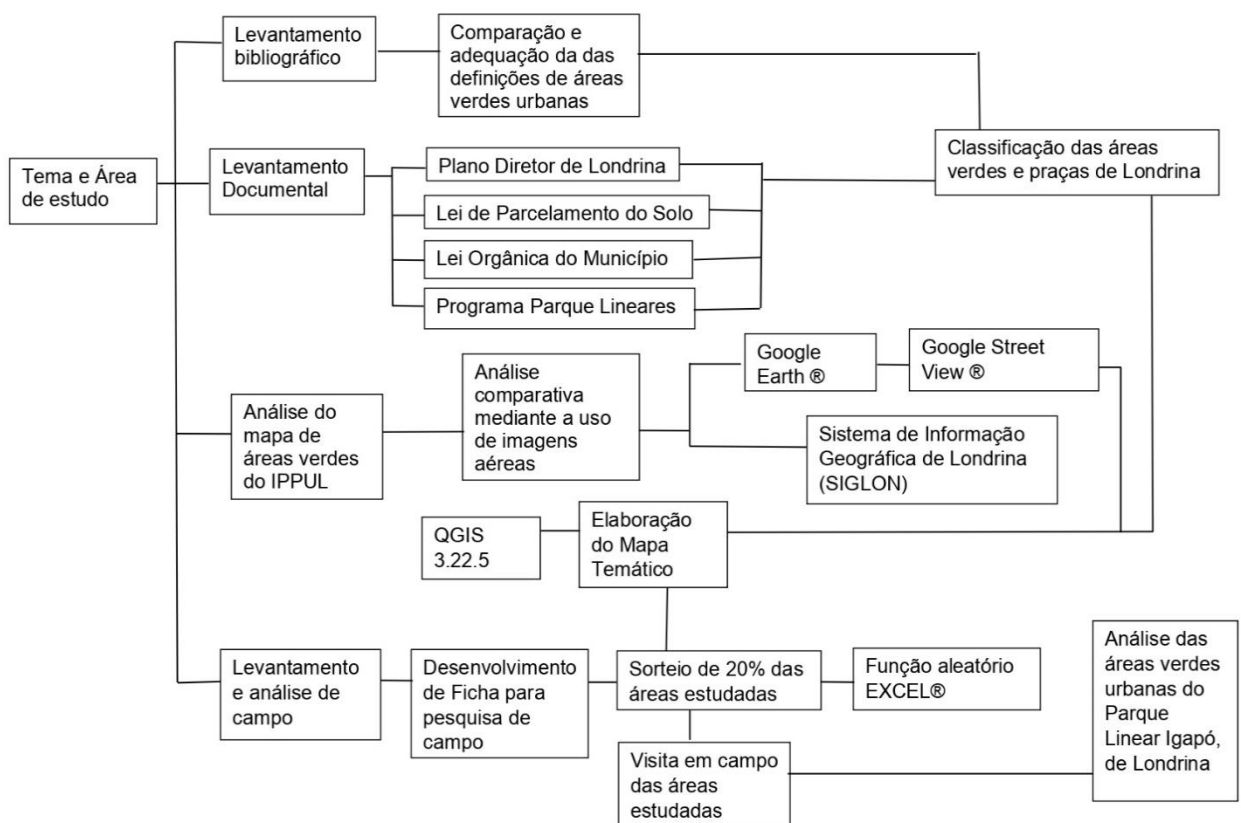 Levantamento
bibliográfico
Comparação e
adequação da das
definições de áreas
verdes urbanas
Tema e Área
de estudo
Levantamento
Documental
Plano Diretor de Londrina
Lei de Parcelamento do Solo
Lei Orgânica do Município
Programa Parque Lineares
Classificação das áreas
verdes e praças de Londrina
Análise do
mapa de
áreas verdes
do IPPUL
Análise
comparativa
mediante a uso
de imagens
aéreas
Google
Earth ®
Google Street
View ®
Sistema de Informação
Geográfica de Londrina
(SIGLON)
QGIS
3.22.5
Elaboração
do Mapa
Temático
Levantamento
e análise de
campo
Desenvolvimento
de Ficha para
pesquisa de
campo
Sorteio de 20% das
áreas estudadas
Função aleatório
EXCEL®
Visita em campo
das áreas
estudadas
Análise das
áreas verdes
urbanas do
Parque
Linear Igapó,
de Londrina